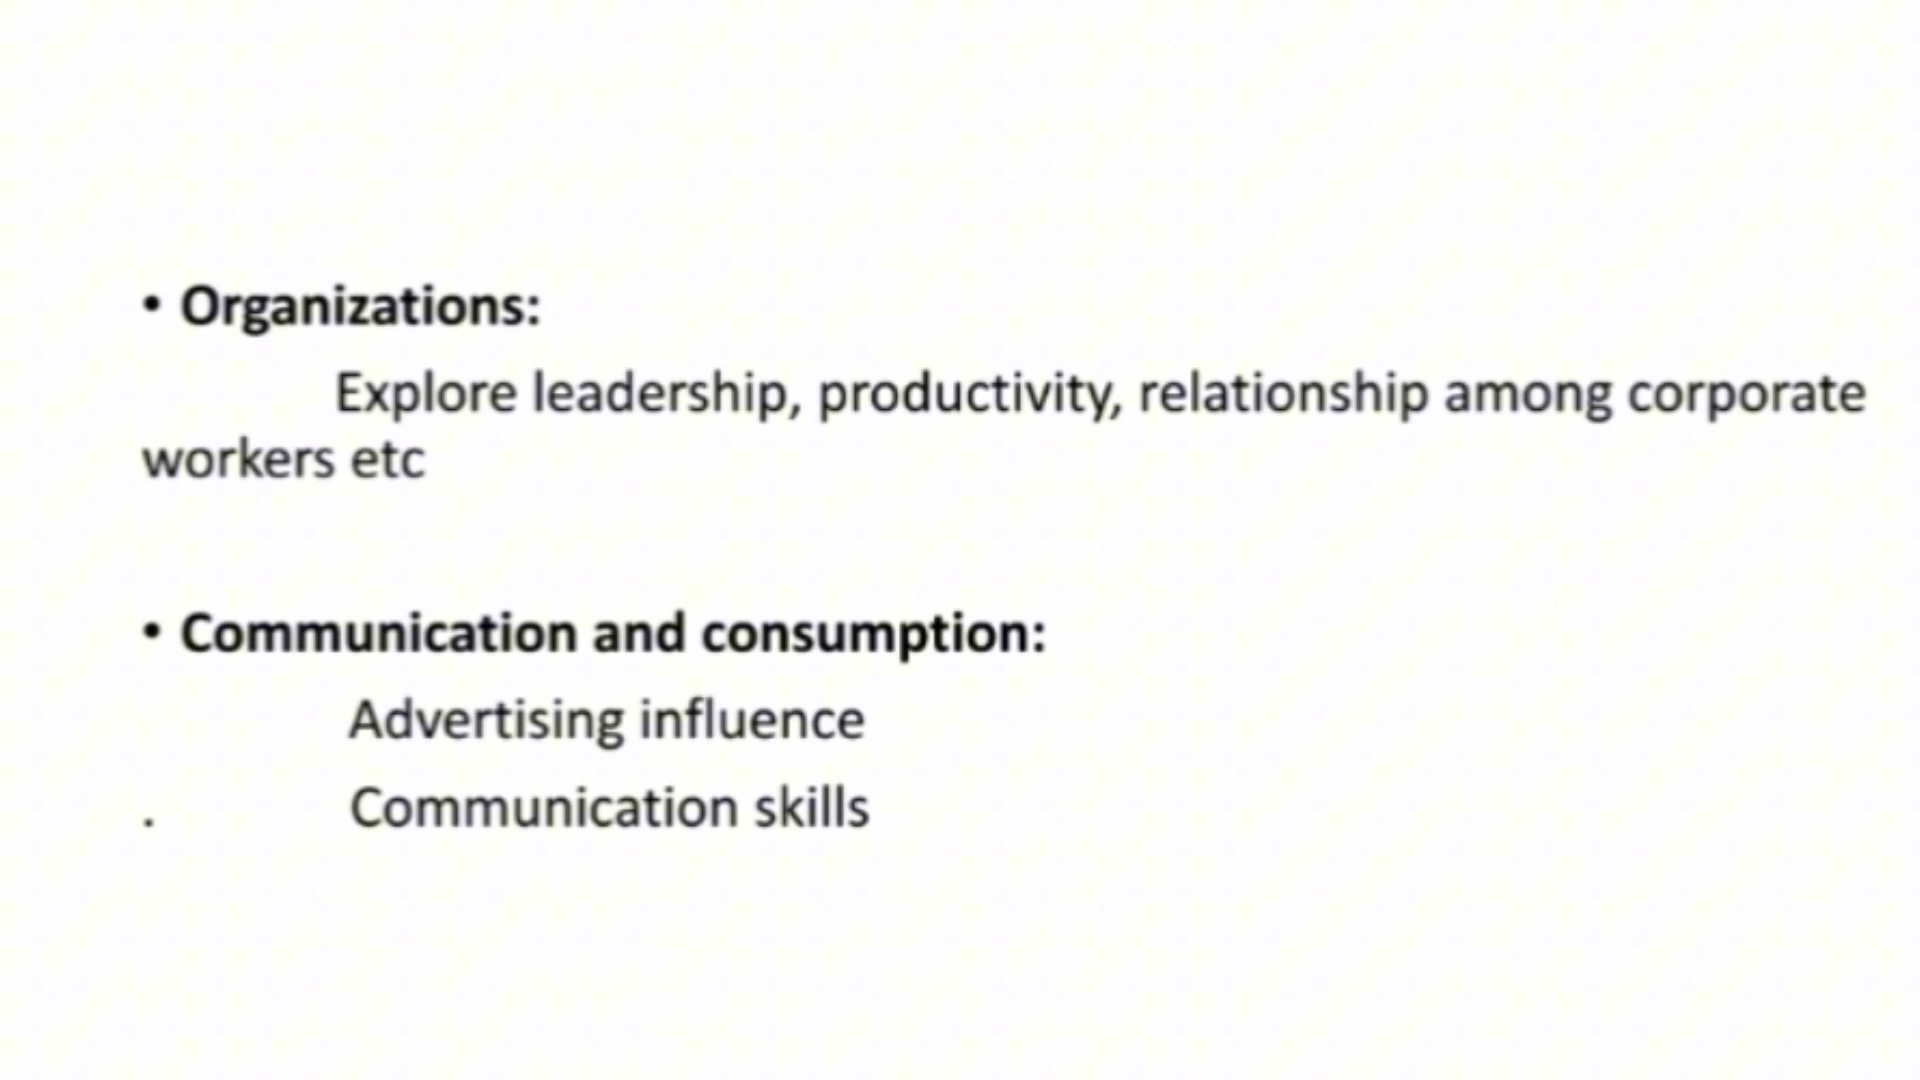 • Organizations:
Explore leadership, productivity, relationship among corporate
workers etc
• Communication and consumption:
Advertising influence
. Communication skills